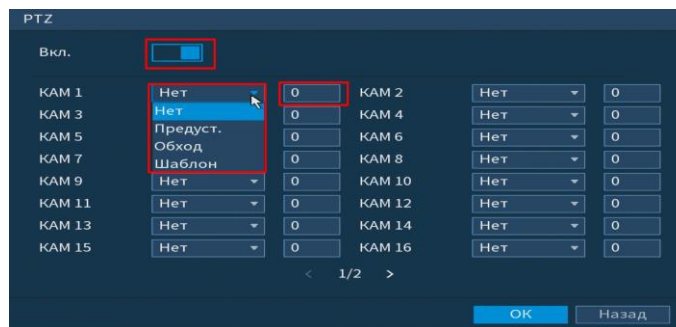 PTZ
Вкл.
КАМ 1 Нет 0 КАМ 2 Нет 0
КАМ 3 Нет 0 КАМ 4 Нет 0
КАМ 5 Предуст. 0 КАМ 6 Нет 0
Обход
КАМ 7 Шаблон 0 КАМ 8 Нет 0
КАМ 9 Нет 0 КАМ 10 Нет 0
КАМ 11 Нет 0 КАМ 12 Нет 0
КАМ 13 Нет 0 КАМ 14 Нет 0
КАМ 15 Нет 0 КАМ 16 Нет 0
< 1/2 >
ОК Назад